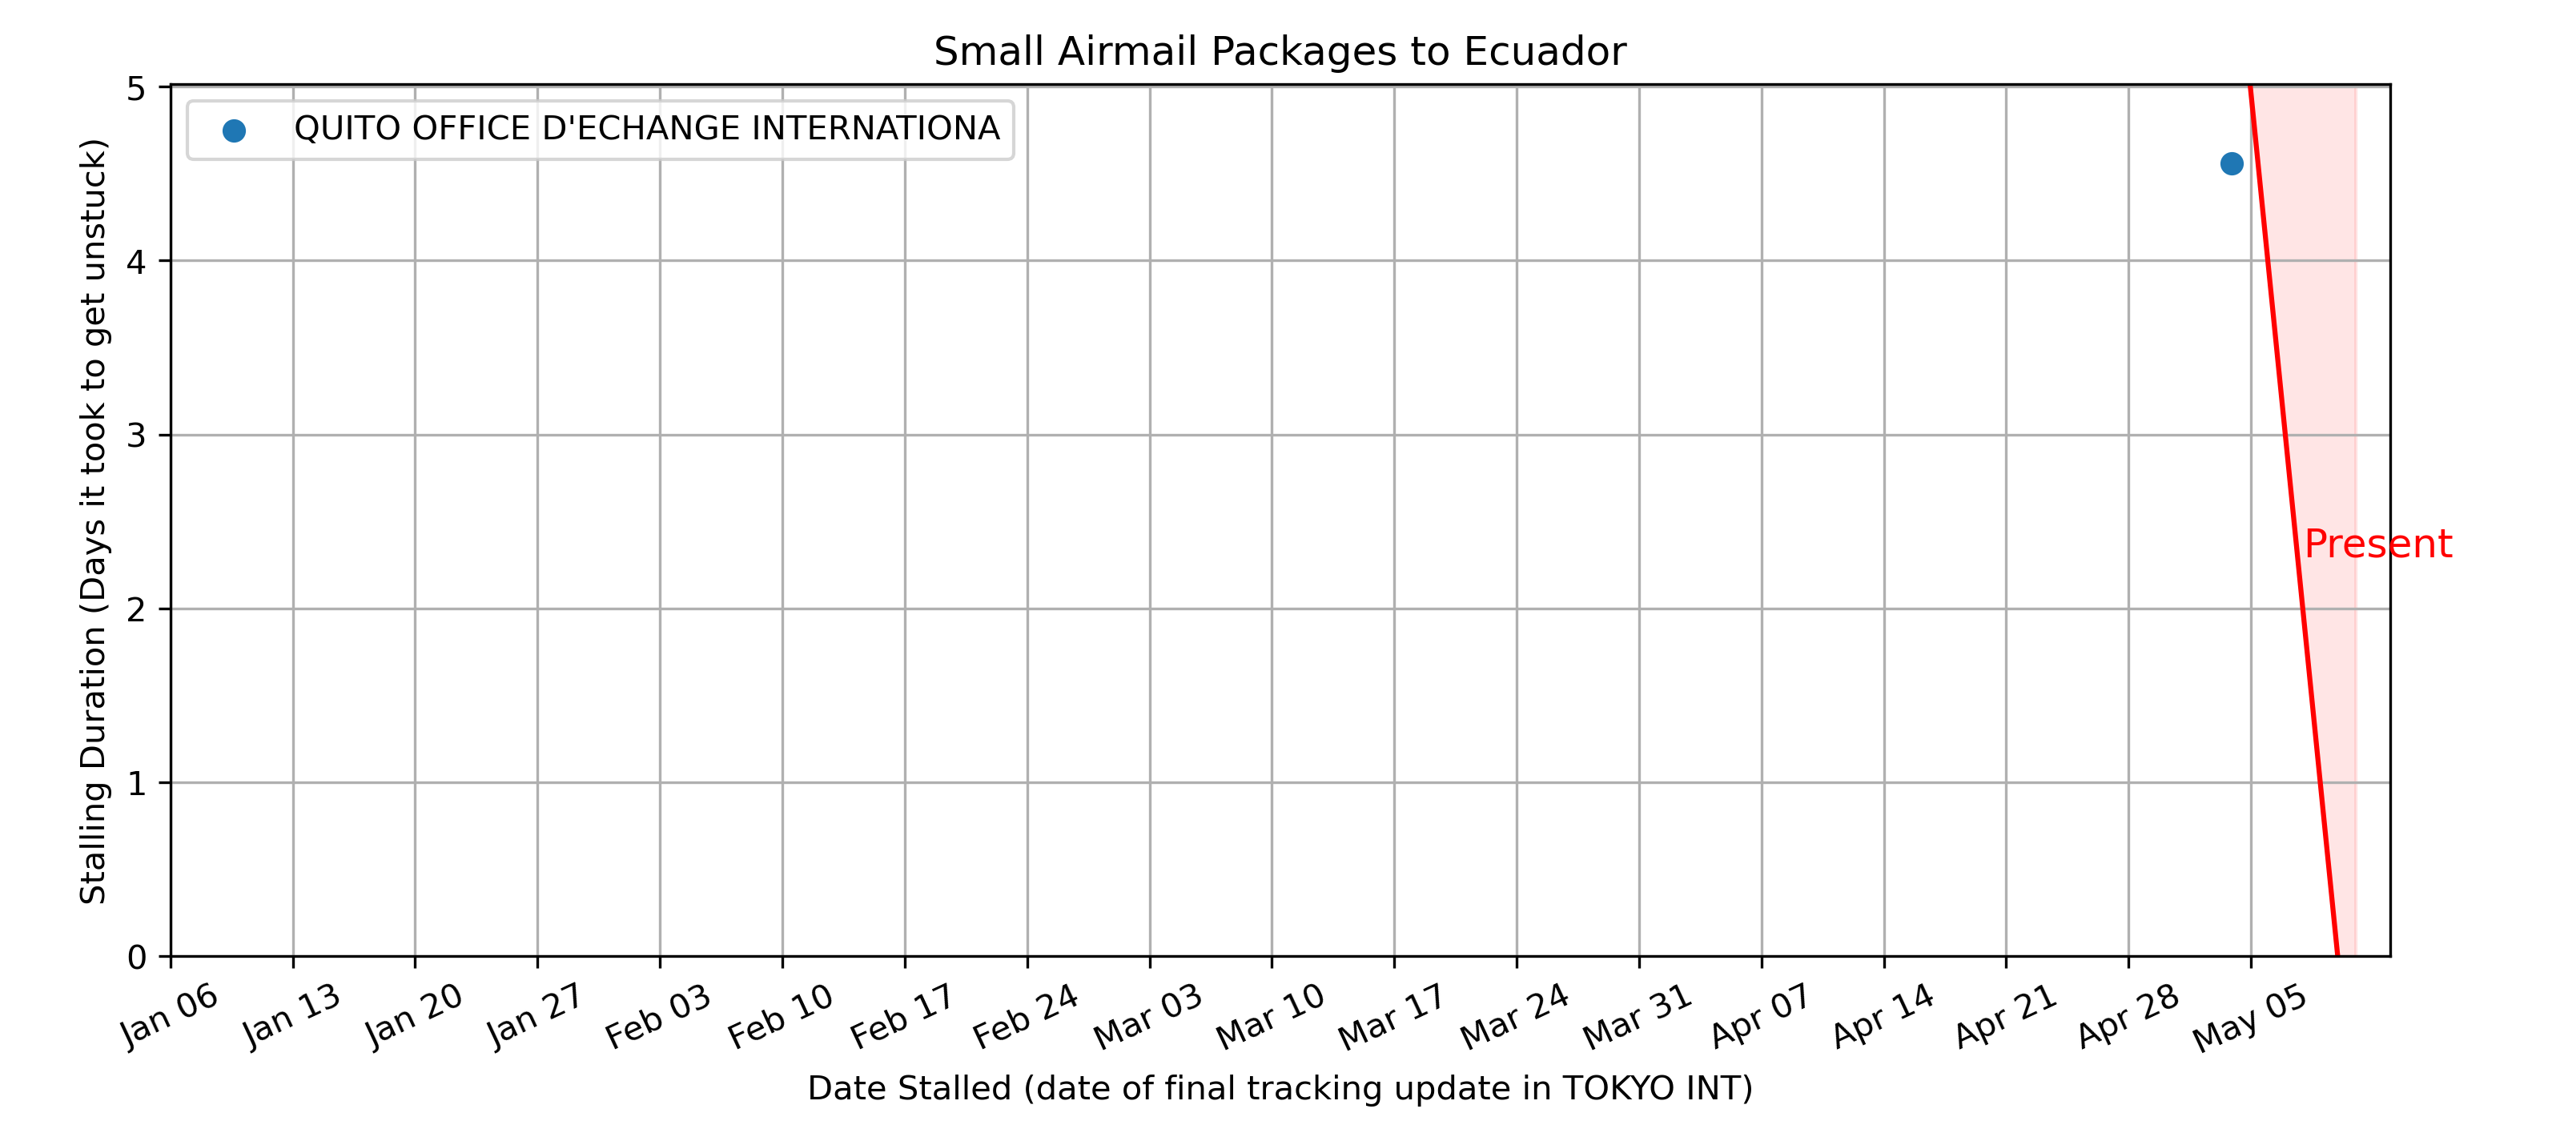 Small Airmail Packages to Ecuador
QUITO OFFICE D'ECHANGE INTERNATIONA
Stalling Duration (Days it took to get unstuck)
5
4
3
2
1
0
Present
Jan 06 Jan 13 Jan 20 Jan 27 Feb 03 Feb 10 Feb 17 Feb 24 Mar 03 Mar 10 Mar 17 Mar 24 Mar 31 Apr 07 Apr 14 Apr 21 Apr 28 May 05
Date Stalled (date of final tracking update in TOKYO INT)